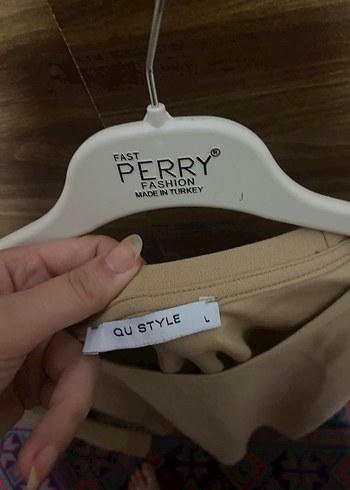 FAST
PERRY®
FASHION
MADE IN TURKEY
QU STYLE L